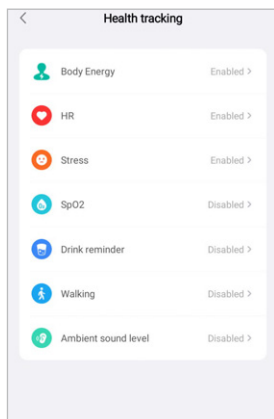 Health tracking
Body Energy Enabled >
HR Enabled >
Stress Enabled >
SpO2 Disabled >
Drink reminder Disabled >
Walking Disabled >
Ambient sound level Disabled >